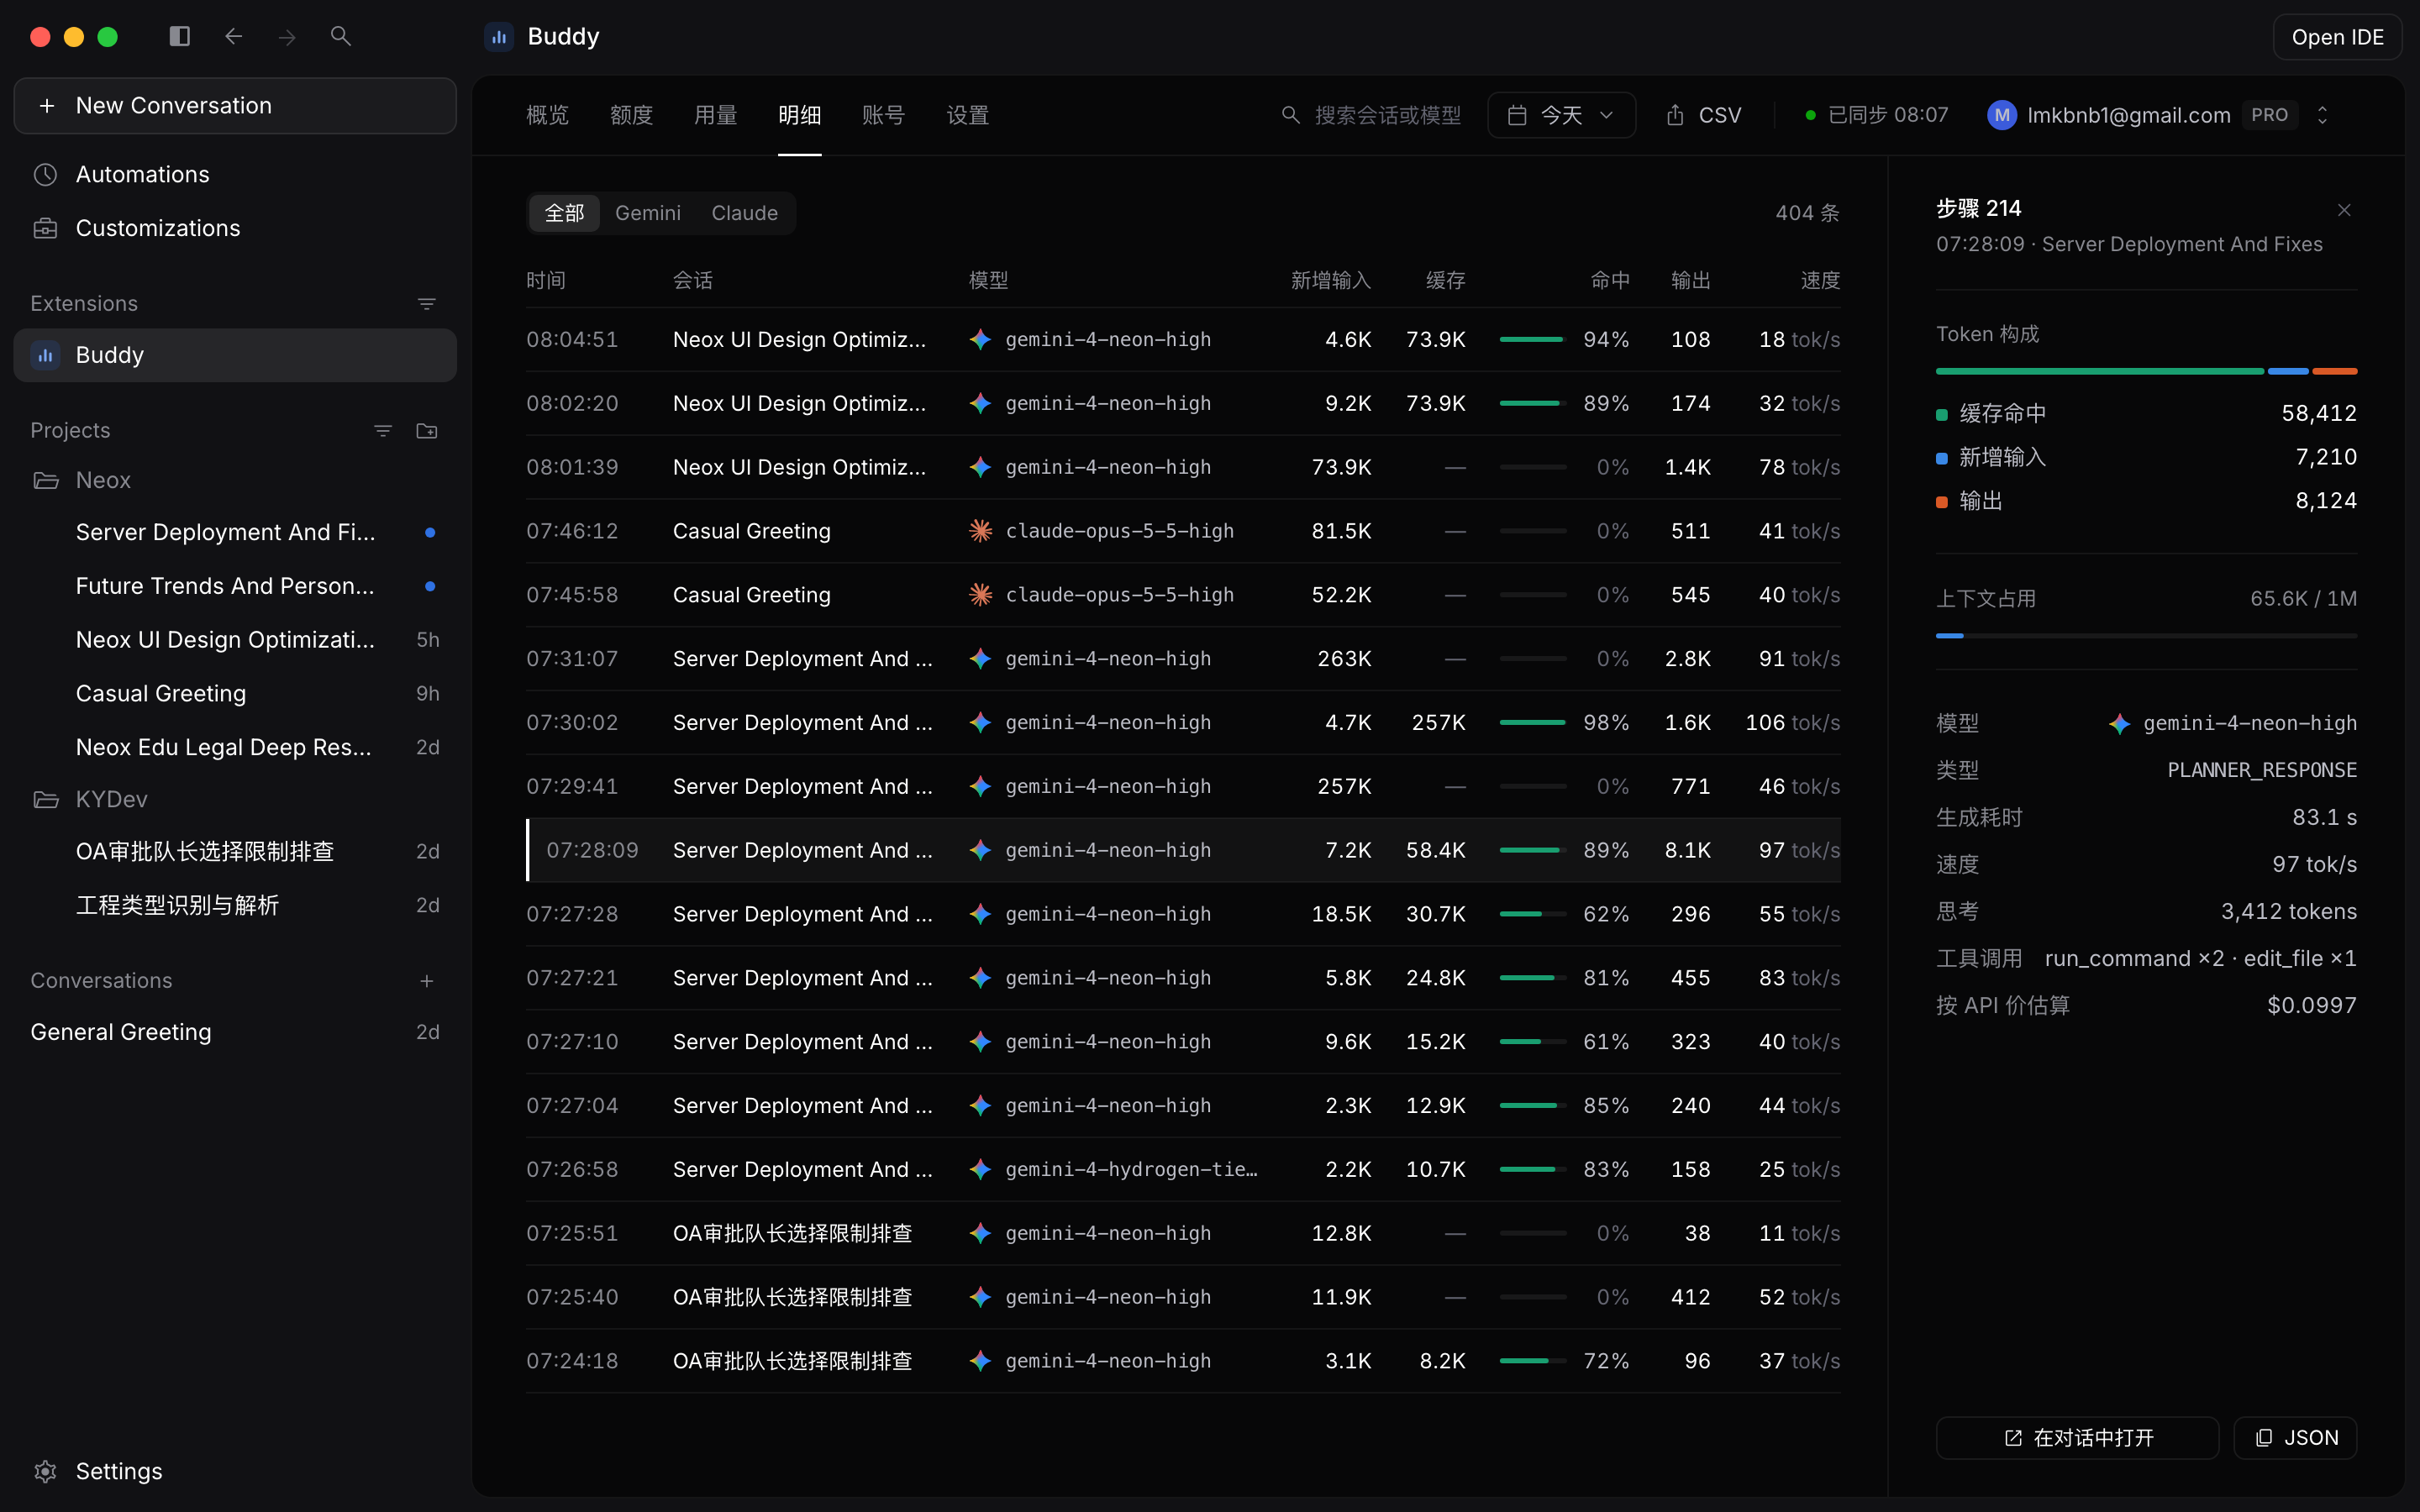 Buddy
Open IDE
New Conversation
Automations
Customizations
Extensions
Buddy
Projects
Neox
Server Deployment And Fi...
Future Trends And Person...
Neox UI Design Optimizati... 5h
Casual Greeting 9h
Neox Edu Legal Deep Res... 2d
KYDev
OA审批队长选择限制排查 2d
工程类型识别与解析 2d
Conversations
General Greeting 2d
Settings
概览 额度 用量 明细 账号 设置
搜索会话或模型 今天 CSV 已同步 08:07 M lmkbnb1@gmail.com PRO
全部 Gemini Claude 404 条
时间 会话 模型 新增输入 缓存 命中 输出 速度
08:04:51 Neox UI Design Optimiz... gemini-4-neon-high 4.6K 73.9K 94% 108 18 tok/s
08:02:20 Neox UI Design Optimiz... gemini-4-neon-high 9.2K 73.9K 89% 174 32 tok/s
08:01:39 Neox UI Design Optimiz... gemini-4-neon-high 73.9K — 0% 1.4K 78 tok/s
07:46:12 Casual Greeting claude-opus-5-5-high 81.5K — 0% 511 41 tok/s
07:45:58 Casual Greeting claude-opus-5-5-high 52.2K — 0% 545 40 tok/s
07:31:07 Server Deployment And ... gemini-4-neon-high 263K — 0% 2.8K 91 tok/s
07:30:02 Server Deployment And ... gemini-4-neon-high 4.7K 257K 98% 1.6K 106 tok/s
07:29:41 Server Deployment And ... gemini-4-neon-high 257K — 0% 771 46 tok/s
07:28:09 Server Deployment And ... gemini-4-neon-high 7.2K 58.4K 89% 8.1K 97 tok/s
07:27:28 Server Deployment And ... gemini-4-neon-high 18.5K 30.7K 62% 296 55 tok/s
07:27:21 Server Deployment And ... gemini-4-neon-high 5.8K 24.8K 81% 455 83 tok/s
07:27:10 Server Deployment And ... gemini-4-neon-high 9.6K 15.2K 61% 323 40 tok/s
07:27:04 Server Deployment And ... gemini-4-neon-high 2.3K 12.9K 85% 240 44 tok/s
07:26:58 Server Deployment And ... gemini-4-hydrogen-tie... 2.2K 10.7K 83% 158 25 tok/s
07:25:51 OA审批队长选择限制排查 gemini-4-neon-high 12.8K — 0% 38 11 tok/s
07:25:40 OA审批队长选择限制排查 gemini-4-neon-high 11.9K — 0% 412 52 tok/s
07:24:18 OA审批队长选择限制排查 gemini-4-neon-high 3.1K 8.2K 72% 96 37 tok/s
步骤 214
07:28:09 · Server Deployment And Fixes
Token 构成
缓存命中 58,412
新增输入 7,210
输出 8,124
上下文占用 65.6K / 1M
模型 gemini-4-neon-high
类型 PLANNER_RESPONSE
生成耗时 83.1 s
速度 97 tok/s
思考 3,412 tokens
工具调用 run_command ×2 · edit_file ×1
按 API 价估算 $0.0997
在对话中打开 JSON